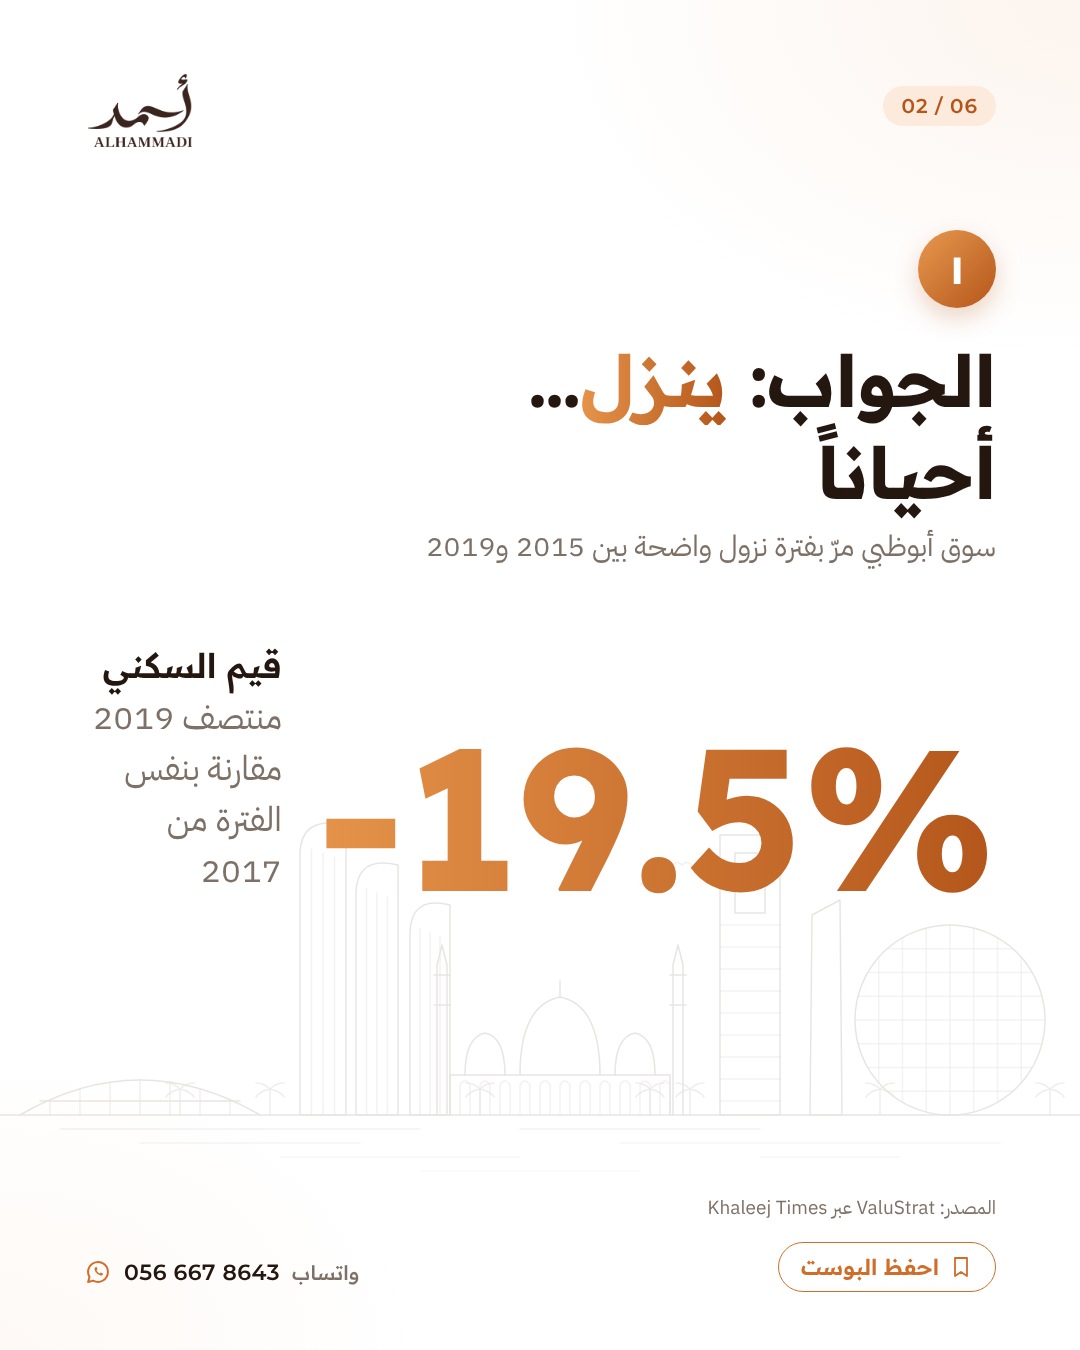 أحمد
ALHAMMADI
02 / 06
١
الجواب: ينزل...
أحياناً
سوق أبوظبي مرّ بفترة نزول واضحة بين 2015 و2019
-19.5%
قيم السكني
منتصف 2019
مقارنة بنفس
الفترة من
2017
المصدر: ValuStrat عبر Khaleej Times
احفظ البوست
واتساب 056 667 8643